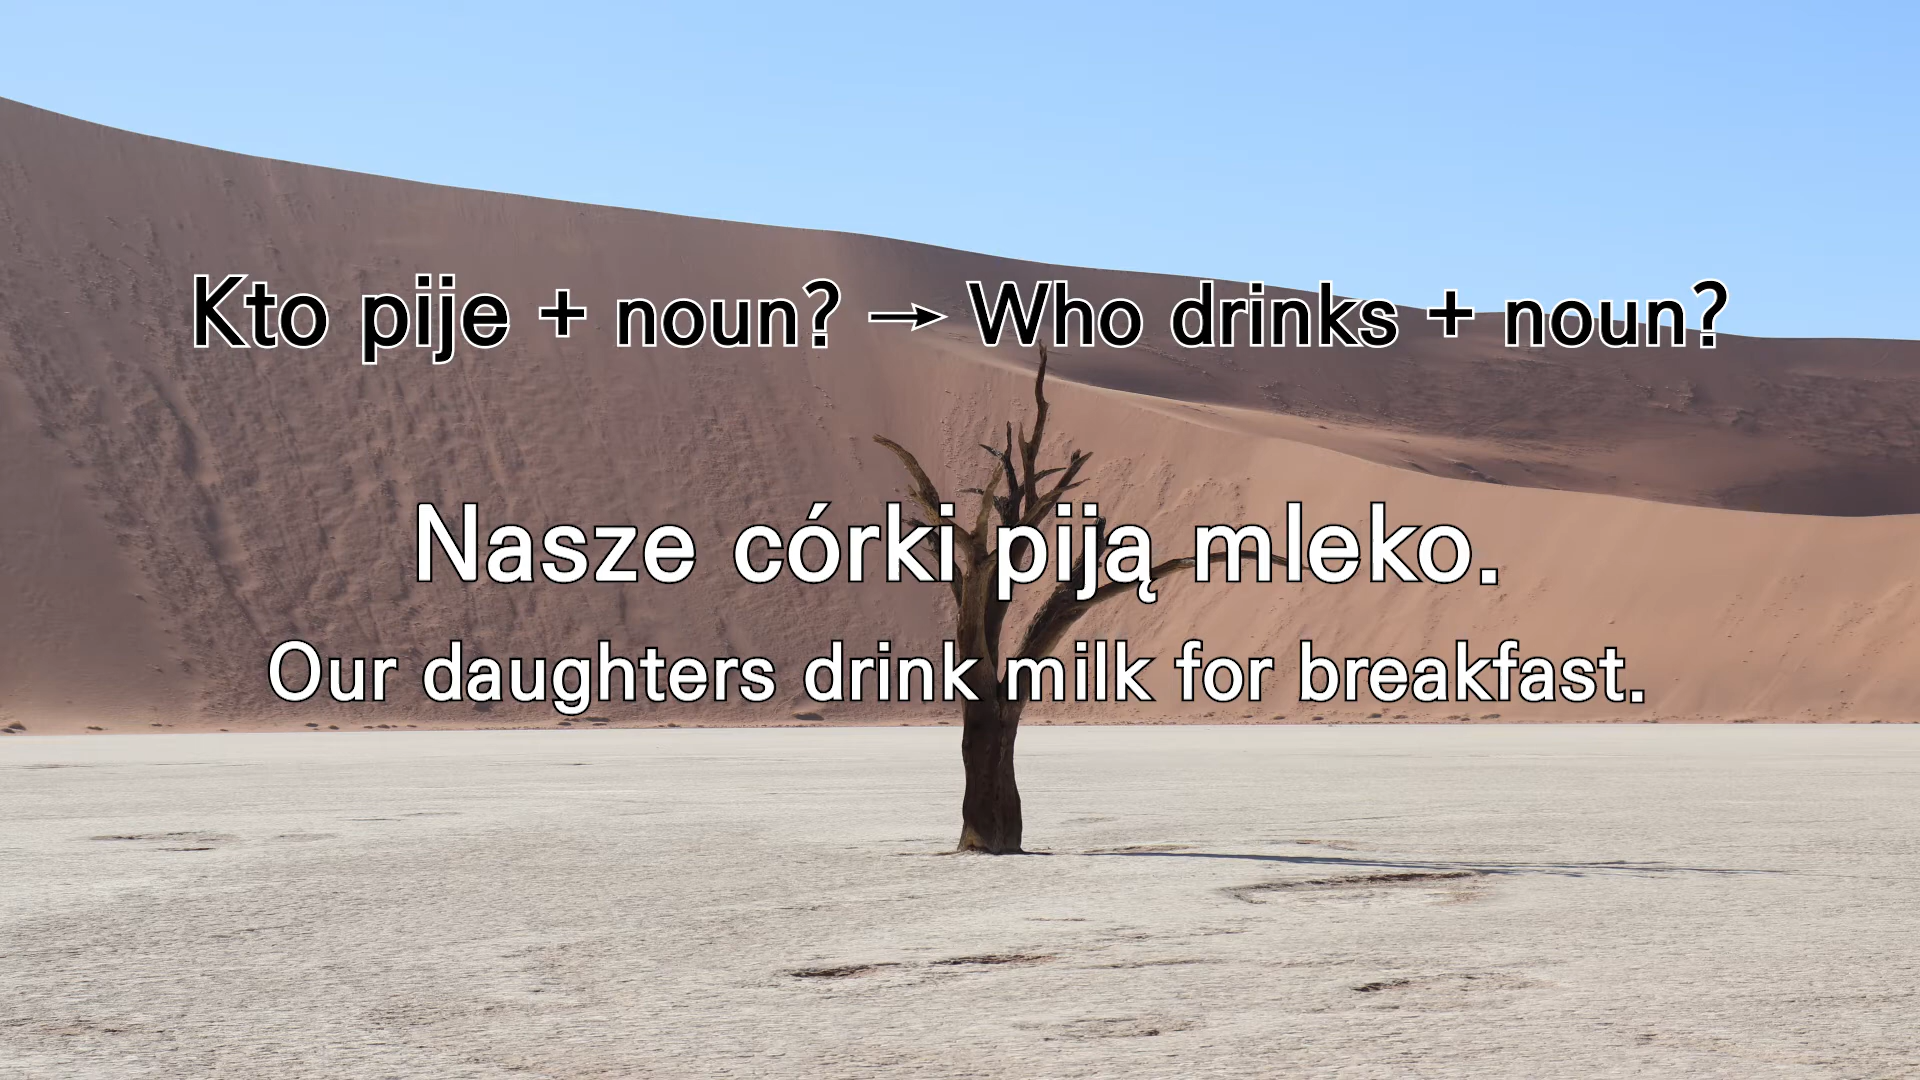 Kto pije + noun? → Who drinks + noun?
Nasze córki piją mleko.
Our daughters drink milk for breakfast.